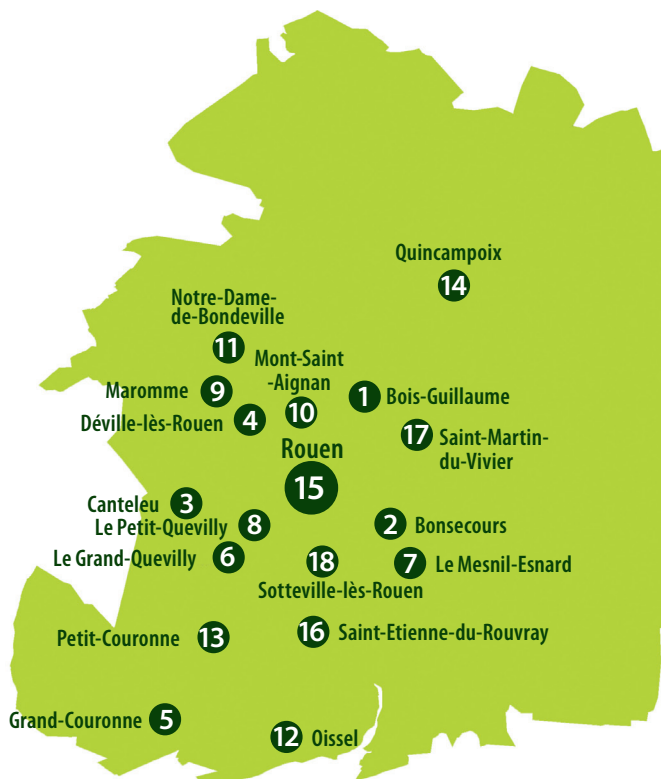 Quincampoix
14
Notre-Dame-
de-Bondeville
11
Mont-Saint
-Aignan
10
Maromme
9
1
Bois-Guillaume
Déville-lès-Rouen
4
17
Saint-Martin-
du-Vivier
Rouen
15
Canteleu
3
Le Petit-Quevilly
8
2
Bonsecours
Le Grand-Quevilly
6
18
Sotteville-lès-Rouen
7
Le Mesnil-Esnard
Petit-Couronne
13
16
Saint-Etienne-du-Rouvray
Grand-Couronne
5
12
Oissel